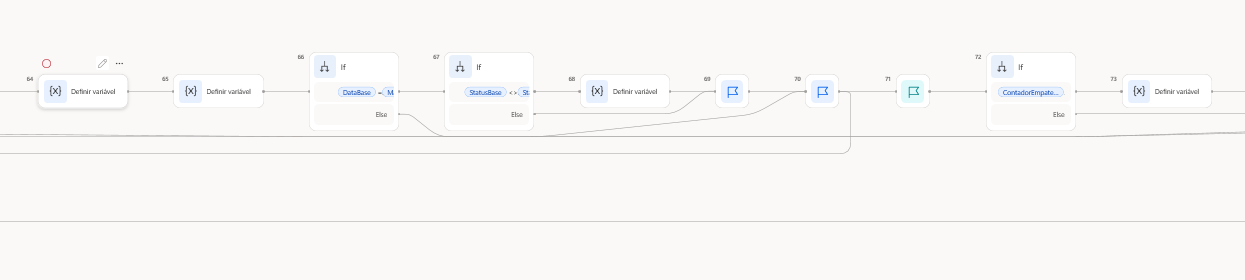 64
Definir variável
65
Definir variável
66
If
DataBase = M
Else
67
If
StatusBase <> St
Else
68
Definir variável
69
70
71
72
If
ContadorEmpate...
Else
73
Definir variável